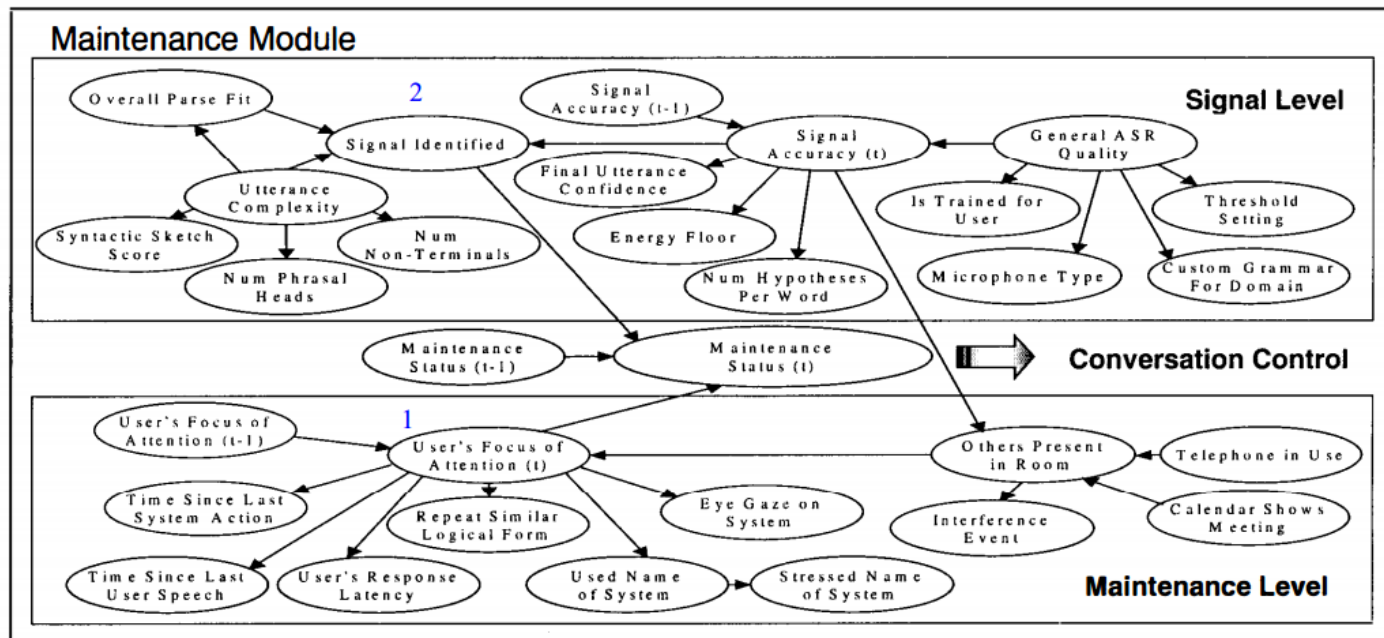 Maintenance Module
Overall Parse Fit
2
Signal
Accuracy (t-1)
Signal Level
Signal Identified
Signal
Accuracy (t)
General ASR
Quality
Final Utterance
Confidence
Utterance
Complexity
Is Trained for
User
Threshold
Setting
Syntactic Sketch
Score
Num
Non-Terminals
Energy Floor
Num Phrasal
Heads
Num Hypotheses
Per Word
Microphone Type
Custom Grammar
For Domain
Maintenance
Status (t-1)
Maintenance
Status (t)
Conversation Control
1
User's Focus of
Attention (t-1)
User's Focus of
Attention (t)
Others Present
in Room
Telephone in Use
Time Since Last
System Action
Repeat Similar
Logical Form
Eye Gaze on
System
Interference
Event
Calendar Shows
Meeting
Time Since Last
User Speech
User's Response
Latency
Used Name
of System
Stressed Name
of System
Maintenance Level